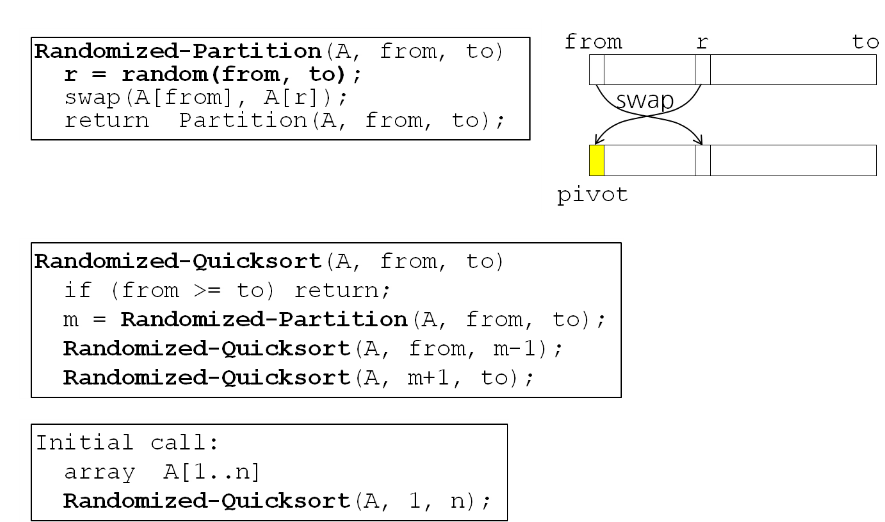 Randomized-Partition(A, from, to)
r = random(from, to);
swap(A[from], A[r]);
return Partition(A, from, to);
from r to
swap
pivot
Randomized-Quicksort(A, from, to)
if (from >= to) return;
m = Randomized-Partition(A, from, to);
Randomized-Quicksort(A, from, m-1);
Randomized-Quicksort(A, m+1, to);
Initial call:
array A[1..n]
Randomized-Quicksort(A, 1, n);